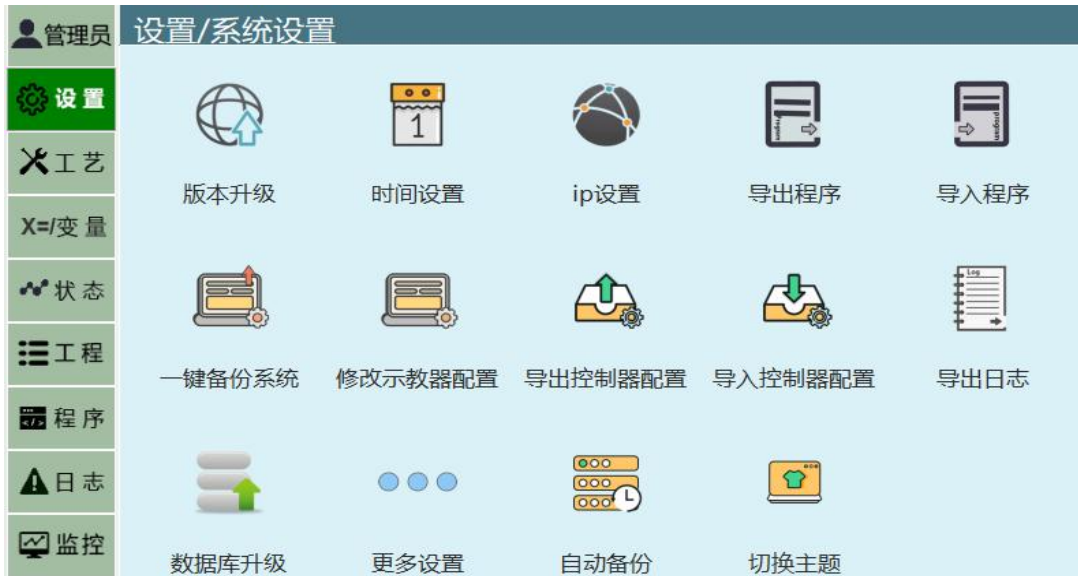 管理员
设置/系统设置
设置
工艺
X=/变量
状态
工程
程序
日志
监控
1
版本升级
时间设置
ip设置
program
导出程序
program
导入程序
一键备份系统
修改示教器配置
导出控制器配置
导入控制器配置
Log
导出日志
数据库升级
更多设置
自动备份
切换主题